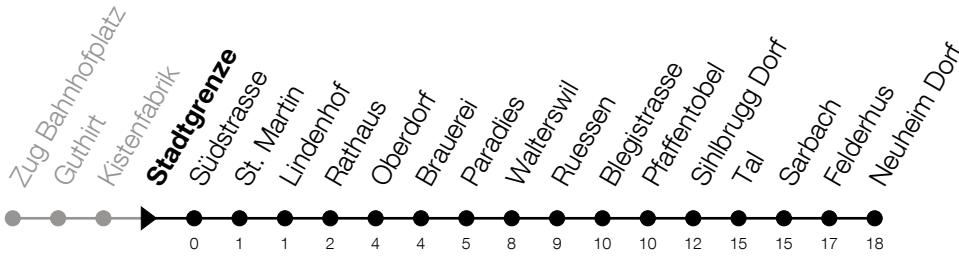 Zug Bahnhofplatz
Guthirt
Kistenfabrik
Stadtgrenze
Südstrasse
St. Martin
Lindenhof
Rathaus
Oberdorf
Brauerei
Paradies
Walterswil
Ruessen
Blegistrasse
Pfaffentobel
Sihlbrugg Dorf
Tal
Sarbach
Felderhus
Neuheim Dorf
0 1 1 2 4 4 5 8 9 10 10 12 15 15 17 18